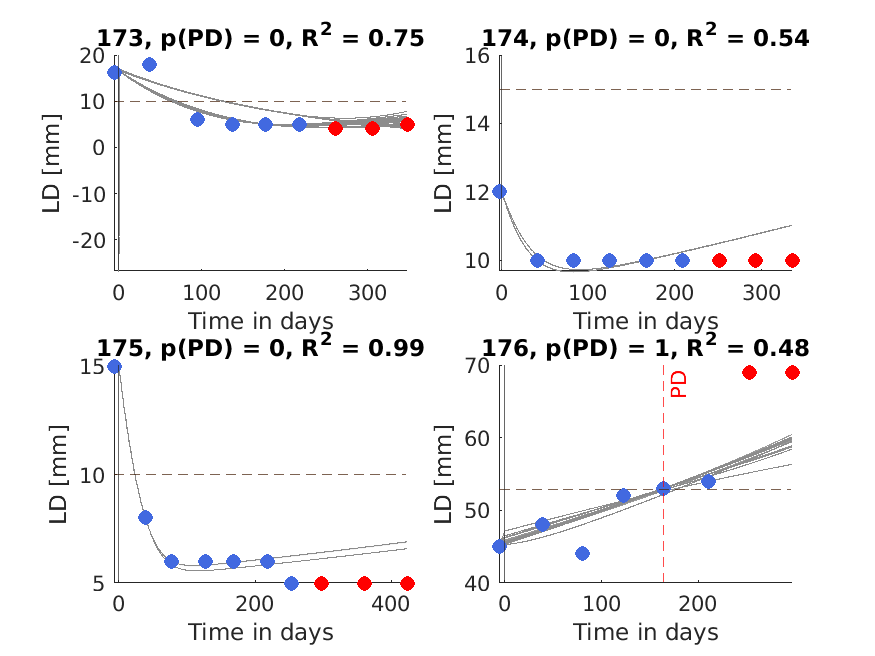 173, p(PD) = 0, R² = 0.75
20
10
0
-10
-20
LD [mm]
0 100 200 300
Time in days
174, p(PD) = 0, R² = 0.54
16
14
12
10
LD [mm]
0 100 200 300
Time in days
175, p(PD) = 0, R² = 0.99
15
10
5
LD [mm]
0 200 400
Time in days
176, p(PD) = 1, R² = 0.48
70
60
50
40
LD [mm]
PD
0 100 200
Time in days